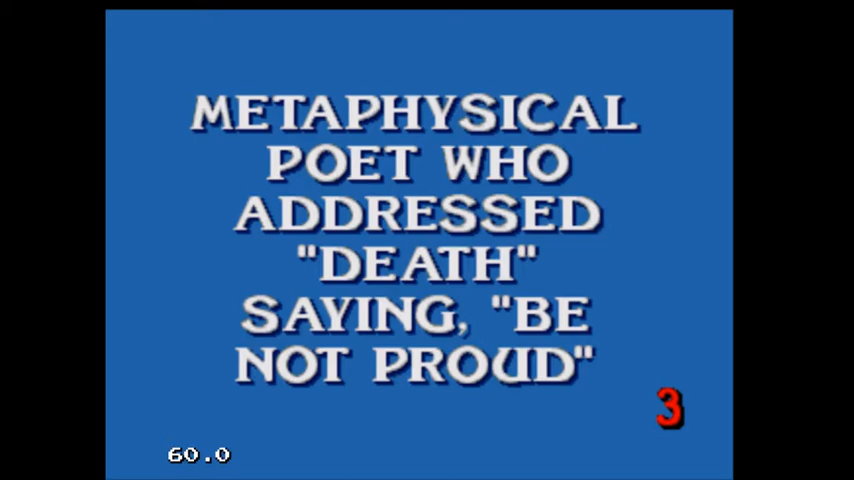 METAPHYSICAL
POET WHO
ADDRESSED
"DEATH"
SAYING, "BE
NOT PROUD"
3
60.0